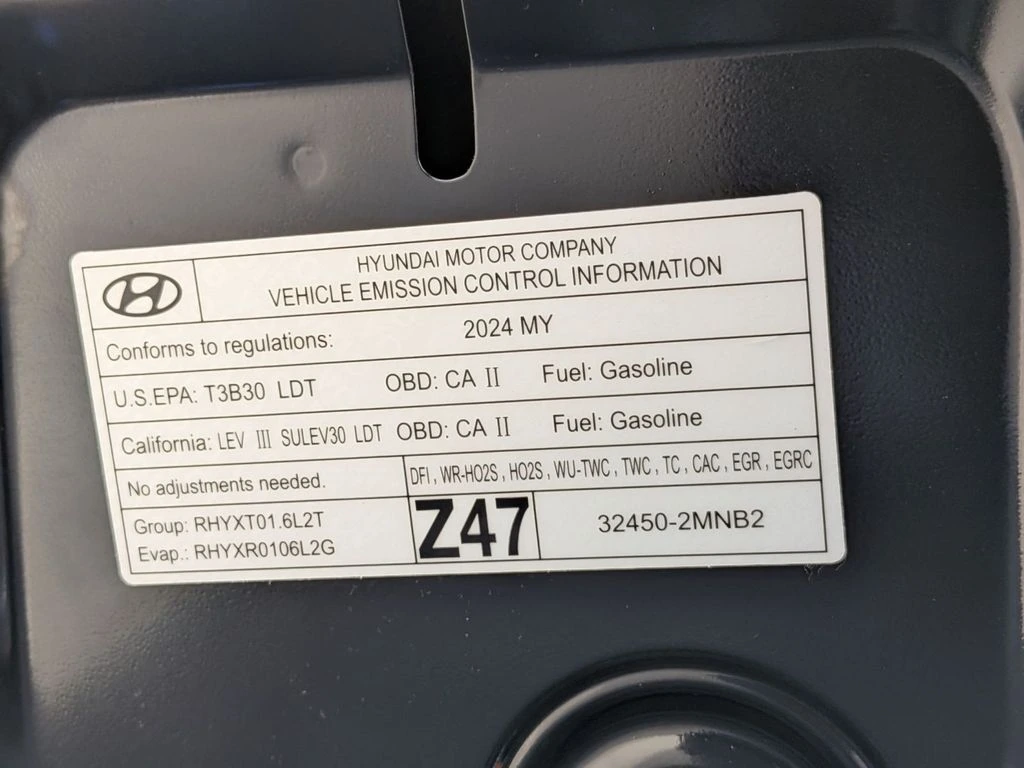 HYUNDAI MOTOR COMPANY
VEHICLE EMISSION CONTROL INFORMATION
Conforms to regulations: 2024 MY
U.S.EPA: T3B30 LDT OBD: CA II Fuel: Gasoline
California: LEV III SULEV30 LDT OBD: CA II Fuel: Gasoline
No adjustments needed. DFI , WR-HO2S , HO2S , WU-TWC , TWC , TC , CAC , EGR , EGRC
Group: RHYXT01.6L2T
Evap.: RHYXR0106L2G
Z47
32450-2MNB2